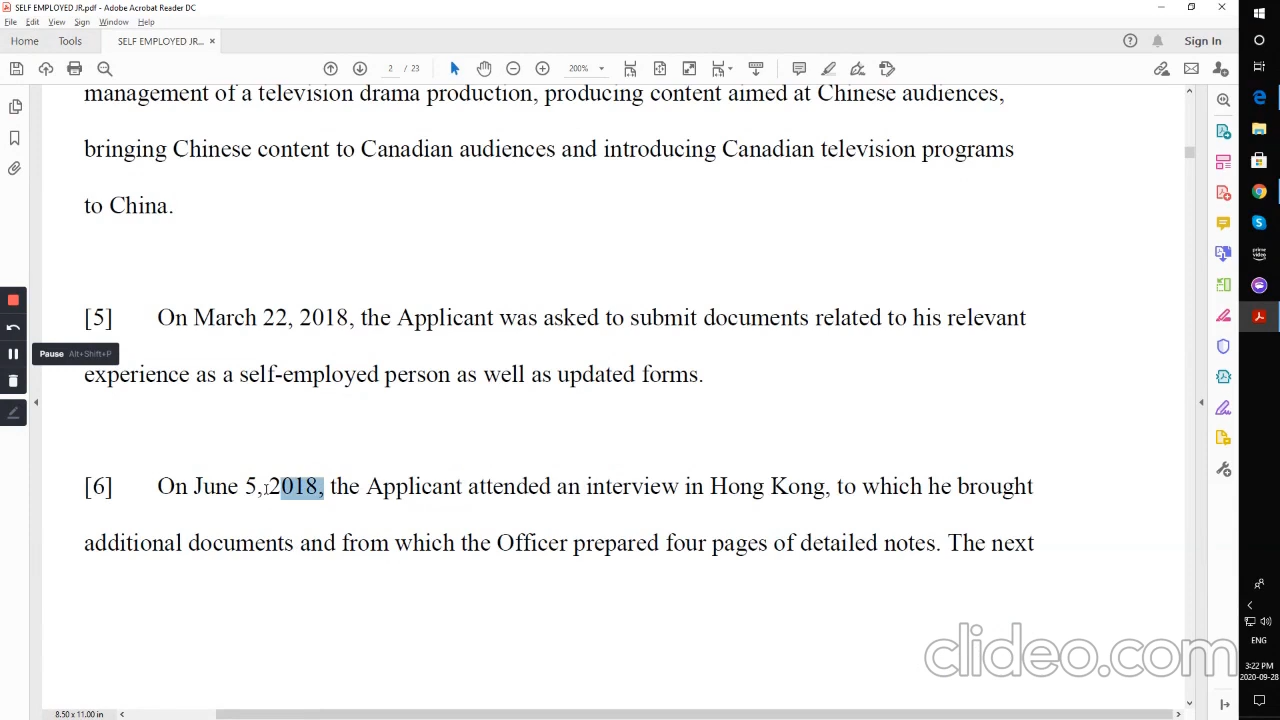 SELF EMPLOYED JR.pdf - Adobe Acrobat Reader DC
File Edit View Sign Window Help
Home Tools SELF EMPLOYED JR... × Sign In
2 / 23 200%
management of a television drama production, producing content aimed at Chinese audiences,
bringing Chinese content to Canadian audiences and introducing Canadian television programs
to China.
[5] On March 22, 2018, the Applicant was asked to submit documents related to his relevant
Pause Alt+Shift+P
experience as a self-employed person as well as updated forms.
[6] On June 5, 2018, the Applicant attended an interview in Hong Kong, to which he brought
additional documents and from which the Officer prepared four pages of detailed notes. The next
clideo.com
8.50 x 11.00 in
prime video
ENG
3:22 PM
2020-09-28